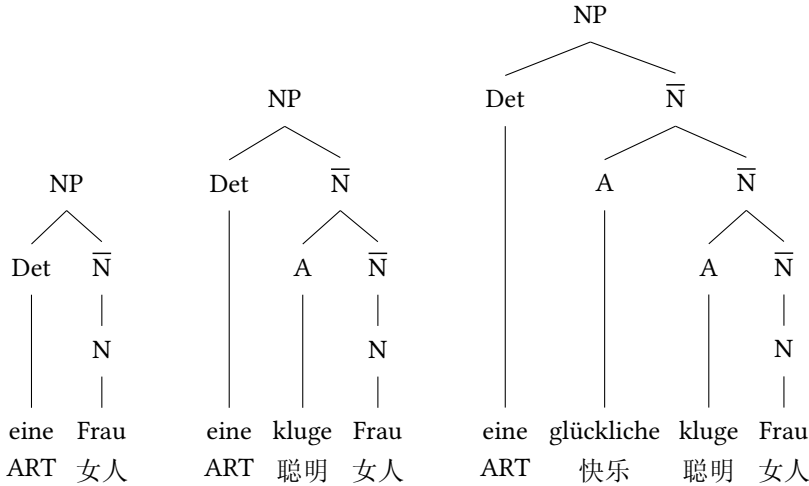 NP
NP Det N̅
NP Det N̅ A N̅
Det N̅ A N̅ A N̅
N N N
eine Frau eine kluge Frau eine glückliche kluge Frau
ART 女人 ART 聪明 女人 ART 快乐 聪明 女人